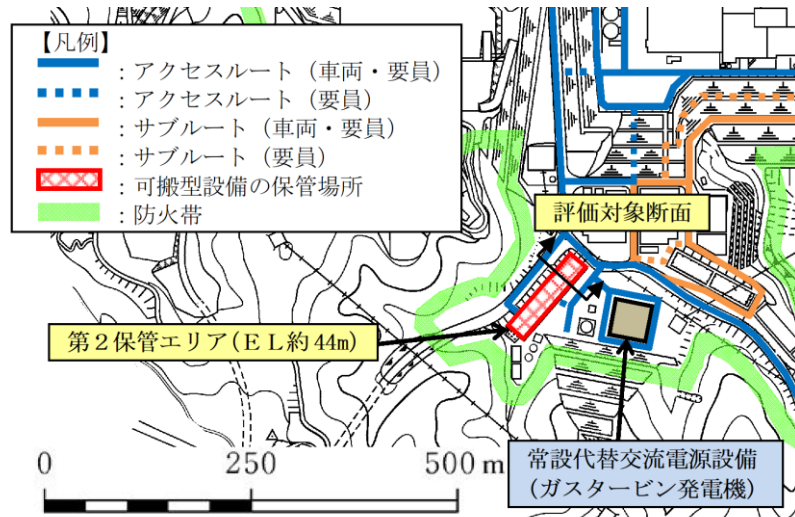 【凡例】
：アクセスルート（車両・要員）
：アクセスルート（要員）
：サブルート（車両・要員）
：サブルート（要員）
：可搬型設備の保管場所
：防火帯
評価対象断面
第２保管エリア(ＥＬ約44m)
常設代替交流電源設備
(ガスタービン発電機)
0 250 500 m